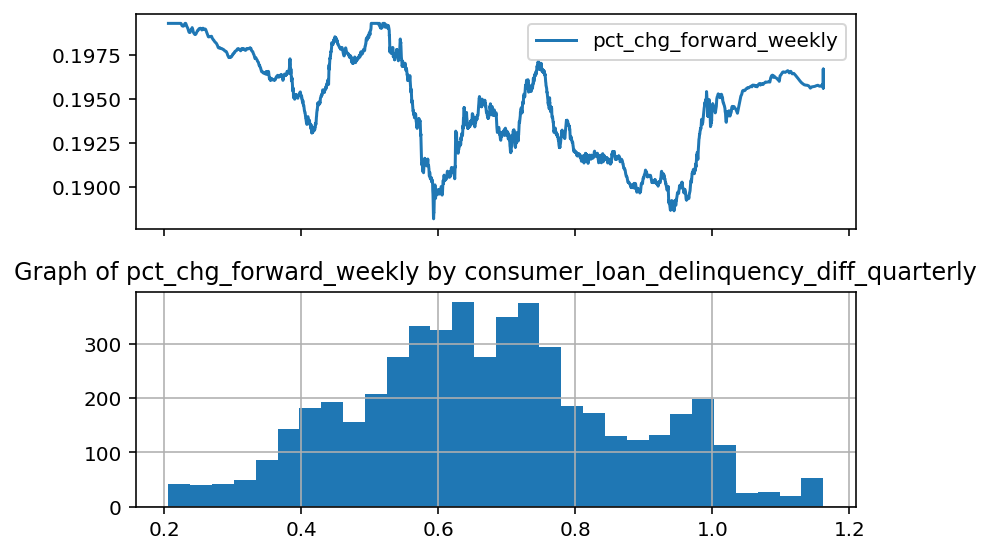 pct_chg_forward_weekly
0.1975
0.1950
0.1925
0.1900
Graph of pct_chg_forward_weekly by consumer_loan_delinquency_diff_quarterly
300
200
100
0
0.2 0.4 0.6 0.8 1.0 1.2